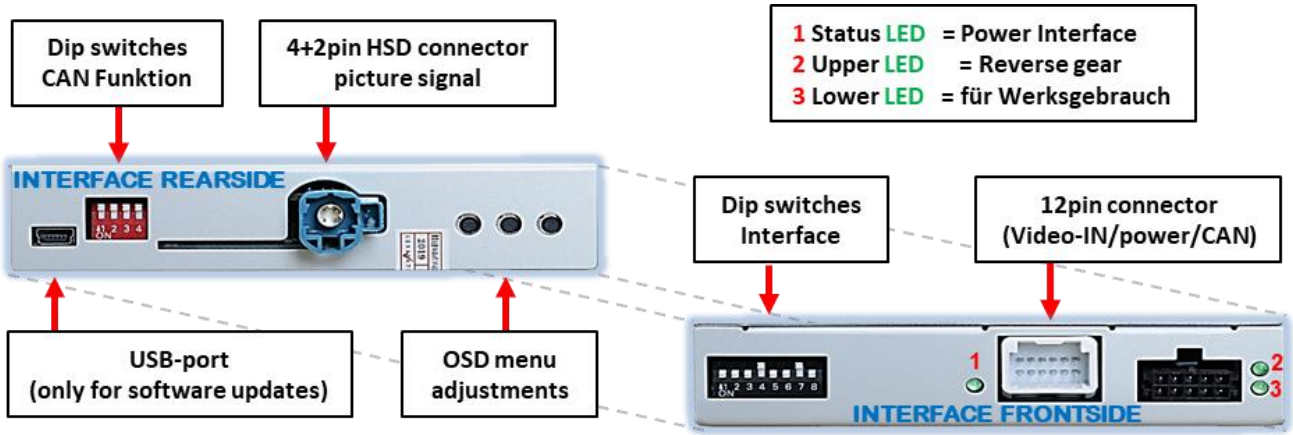 Dip switches
CAN Funktion
4+2pin HSD connector
picture signal
1 Status LED = Power Interface
2 Upper LED = Reverse gear
3 Lower LED = für Werksgebrauch
INTERFACE REARSIDE
1 2 3 4
ON
2019
Dip switches
Interface
12pin connector
(Video-IN/power/CAN)
USB-port
(only for software updates)
OSD menu
adjustments
1 2 3 4 5 6 7 8
ON
1
2
3
INTERFACE FRONTSIDE